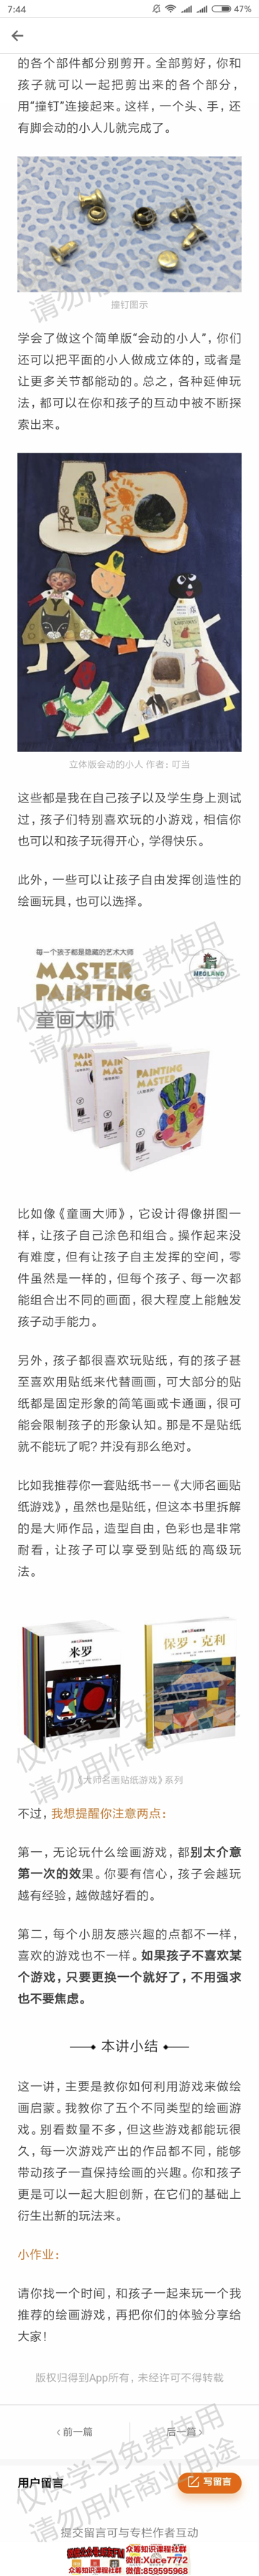 7:44
47%
的各个部件都分别剪开。全部剪好，你和
孩子就可以一起把剪出来的各个部分，
用“撞钉”连接起来。这样，一个头、手，还
有脚会动的小人儿就完成了。
撞钉图示
学会了做这个简单版“会动的小人”，你们
还可以把平面的小人做成立体的，或者是
让更多关节都能动的。总之，各种延伸玩
法，都可以在你和孩子的互动中被不断探
索出来。
立体版会动的小人 作者：叮当
这些都是我在自己孩子以及学生身上测试
过，孩子们特别喜欢玩的小游戏，相信你
也可以和孩子玩得开心，学得快乐。
此外，一些可以让孩子自由发挥创造性的
绘画玩具，也可以选择。
每一个孩子都是隐藏的艺术大师
MASTER
PAINTING
童画大师
MEGLAND
PAINTING
MASTER
比如像《童画大师》，它设计得像拼图一
样，让孩子自己涂色和组合。操作起来没
有难度，但有让孩子自主发挥的空间，零
件虽然是一样的，但每个孩子、每一次都
能组合出不同的画面，很大程度上能触发
孩子动手能力。
另外，孩子都很喜欢玩贴纸，有的孩子甚
至喜欢用贴纸来代替画画，可大部分的贴
纸都是固定形象的简笔画或卡通画，很可
能会限制孩子的形象认知。那是不是贴纸
就不能玩了呢？并没有那么绝对。
比如我推荐你一套贴纸书——《大师名画贴
纸游戏》，虽然也是贴纸，但这本书里拆解
的是大师作品，造型自由，色彩也是非常
耐看，让孩子可以享受到贴纸的高级玩
法。
米罗
保罗·克利
《大师名画贴纸游戏》系列
不过，我想提醒你注意两点：
第一，无论玩什么绘画游戏，都别太介意
第一次的效果。你要有信心，孩子会越玩
越有经验，越做越好看的。
第二，每个小朋友感兴趣的点都不一样，
喜欢的游戏也不一样。如果孩子不喜欢某
个游戏，只要更换一个就好了，不用强求
也不要焦虑。
本讲小结
这一讲，主要是教你如何利用游戏来做绘
画启蒙。我教你了五个不同类型的绘画游
戏。别看数量不多，但这些游戏都能玩很
久，每一次游戏产出的作品都不同，能够
带动孩子一直保持绘画的兴趣。你和孩子
更是可以一起大胆创新，在它们的基础上
衍生出新的玩法来。
小作业：
请你找一个时间，和孩子一起来玩一个我
推荐的绘画游戏，再把你们的体验分享给
大家！
版权归得到App所有，未经许可不得转载
前一篇
后一篇
用户留言
写留言
提交留言可与专栏作者互动
众筹知识课程社群
微信:Xuce7772
众筹知识课程社群
微信:859595968
仅供学习免费使用
请勿用作商业用途